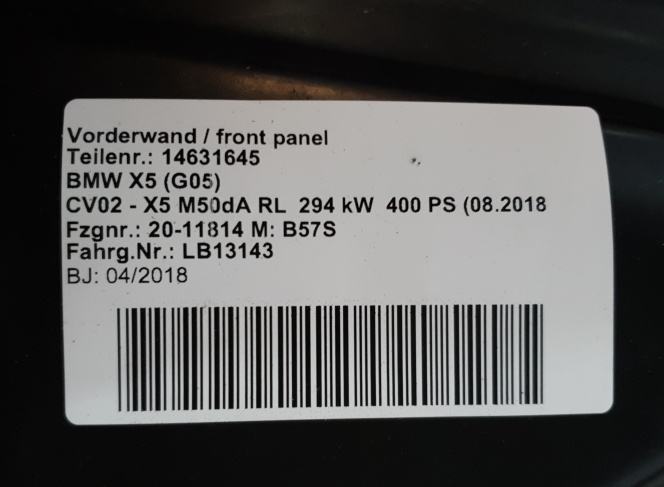 Vorderwand / front panel
Teilenr.: 14631645
BMW X5 (G05)
CV02 - X5 M50dA RL 294 kW 400 PS (08.2018
Fzgnr.: 20-11814 M: B57S
Fahrg.Nr.: LB13143
BJ: 04/2018